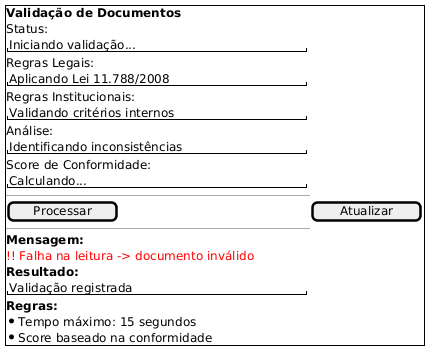 Validação de Documentos
Status:
Iniciando validação...
Regras Legais:
Aplicando Lei 11.788/2008
Regras Institucionais:
Validando critérios internos
Análise:
Identificando inconsistências
Score de Conformidade:
Calculando...
Processar Atualizar
Mensagem:
!! Falha na leitura -> documento inválido
Resultado:
Validação registrada
Regras:
• Tempo máximo: 15 segundos
• Score baseado na conformidade